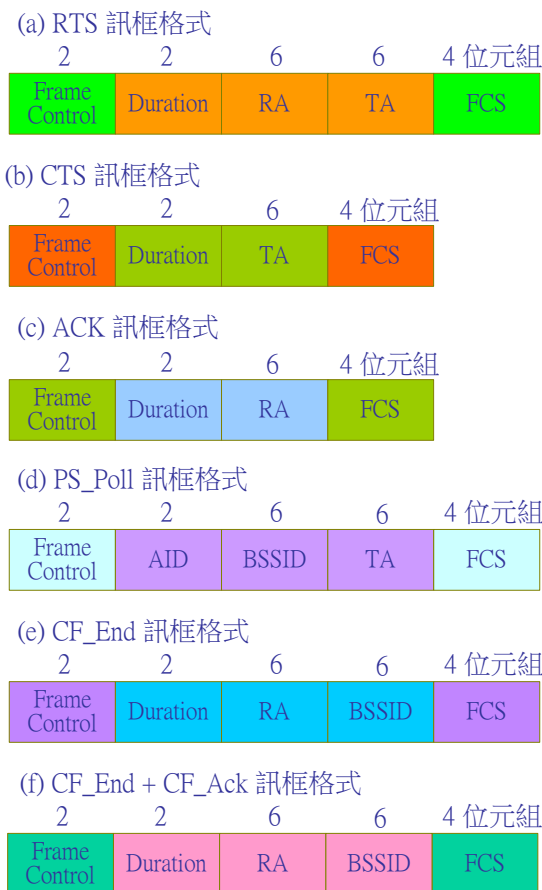 (a) RTS 訊框格式
2 2 6 6 4 位元組
Frame Control Duration RA TA FCS
(b) CTS 訊框格式
2 2 6 4 位元組
Frame Control Duration TA FCS
(c) ACK 訊框格式
2 2 6 4 位元組
Frame Control Duration RA FCS
(d) PS_Poll 訊框格式
2 2 6 6 4 位元組
Frame Control AID BSSID TA FCS
(e) CF_End 訊框格式
2 2 6 6 4 位元組
Frame Control Duration RA BSSID FCS
(f) CF_End + CF_Ack 訊框格式
2 2 6 6 4 位元組
Frame Control Duration RA BSSID FCS